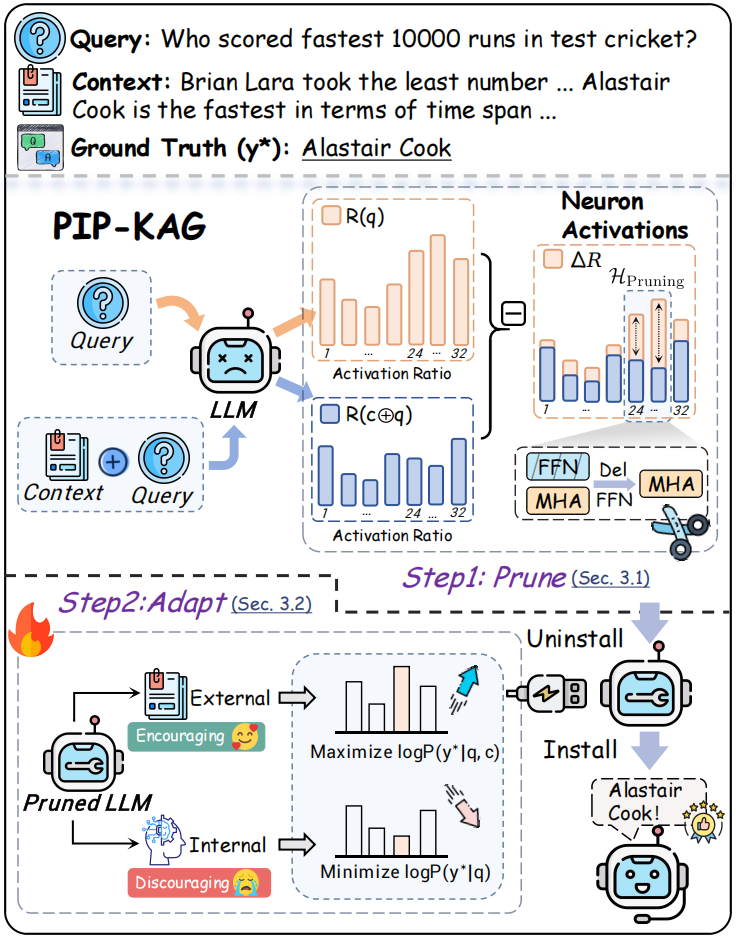 Query: Who scored fastest 10000 runs in test cricket?
Context: Brian Lara took the least number ... Alastair
Cook is the fastest in terms of time span ...
Q
A
Ground Truth (y*): Alastair Cook
PIP-KAG
Neuron
Activations
Query
LLM
Context
Query
R(q)
1 ... 24 ... 32
Activation Ratio
R(c⊕q)
1 ... 24 ... 32
Activation Ratio
ΔR
H_Pruning
1 ... 24 ... 32
FFN
MHA
Del
FFN
MHA
Step1: Prune (Sec. 3.1)
Step2:Adapt (Sec. 3.2)
Pruned LLM
External
Encouraging
Maximize logP(y*|q, c)
Internal
Discouraging
Minimize logP(y*|q)
Uninstall
Install
Alastair
Cook!